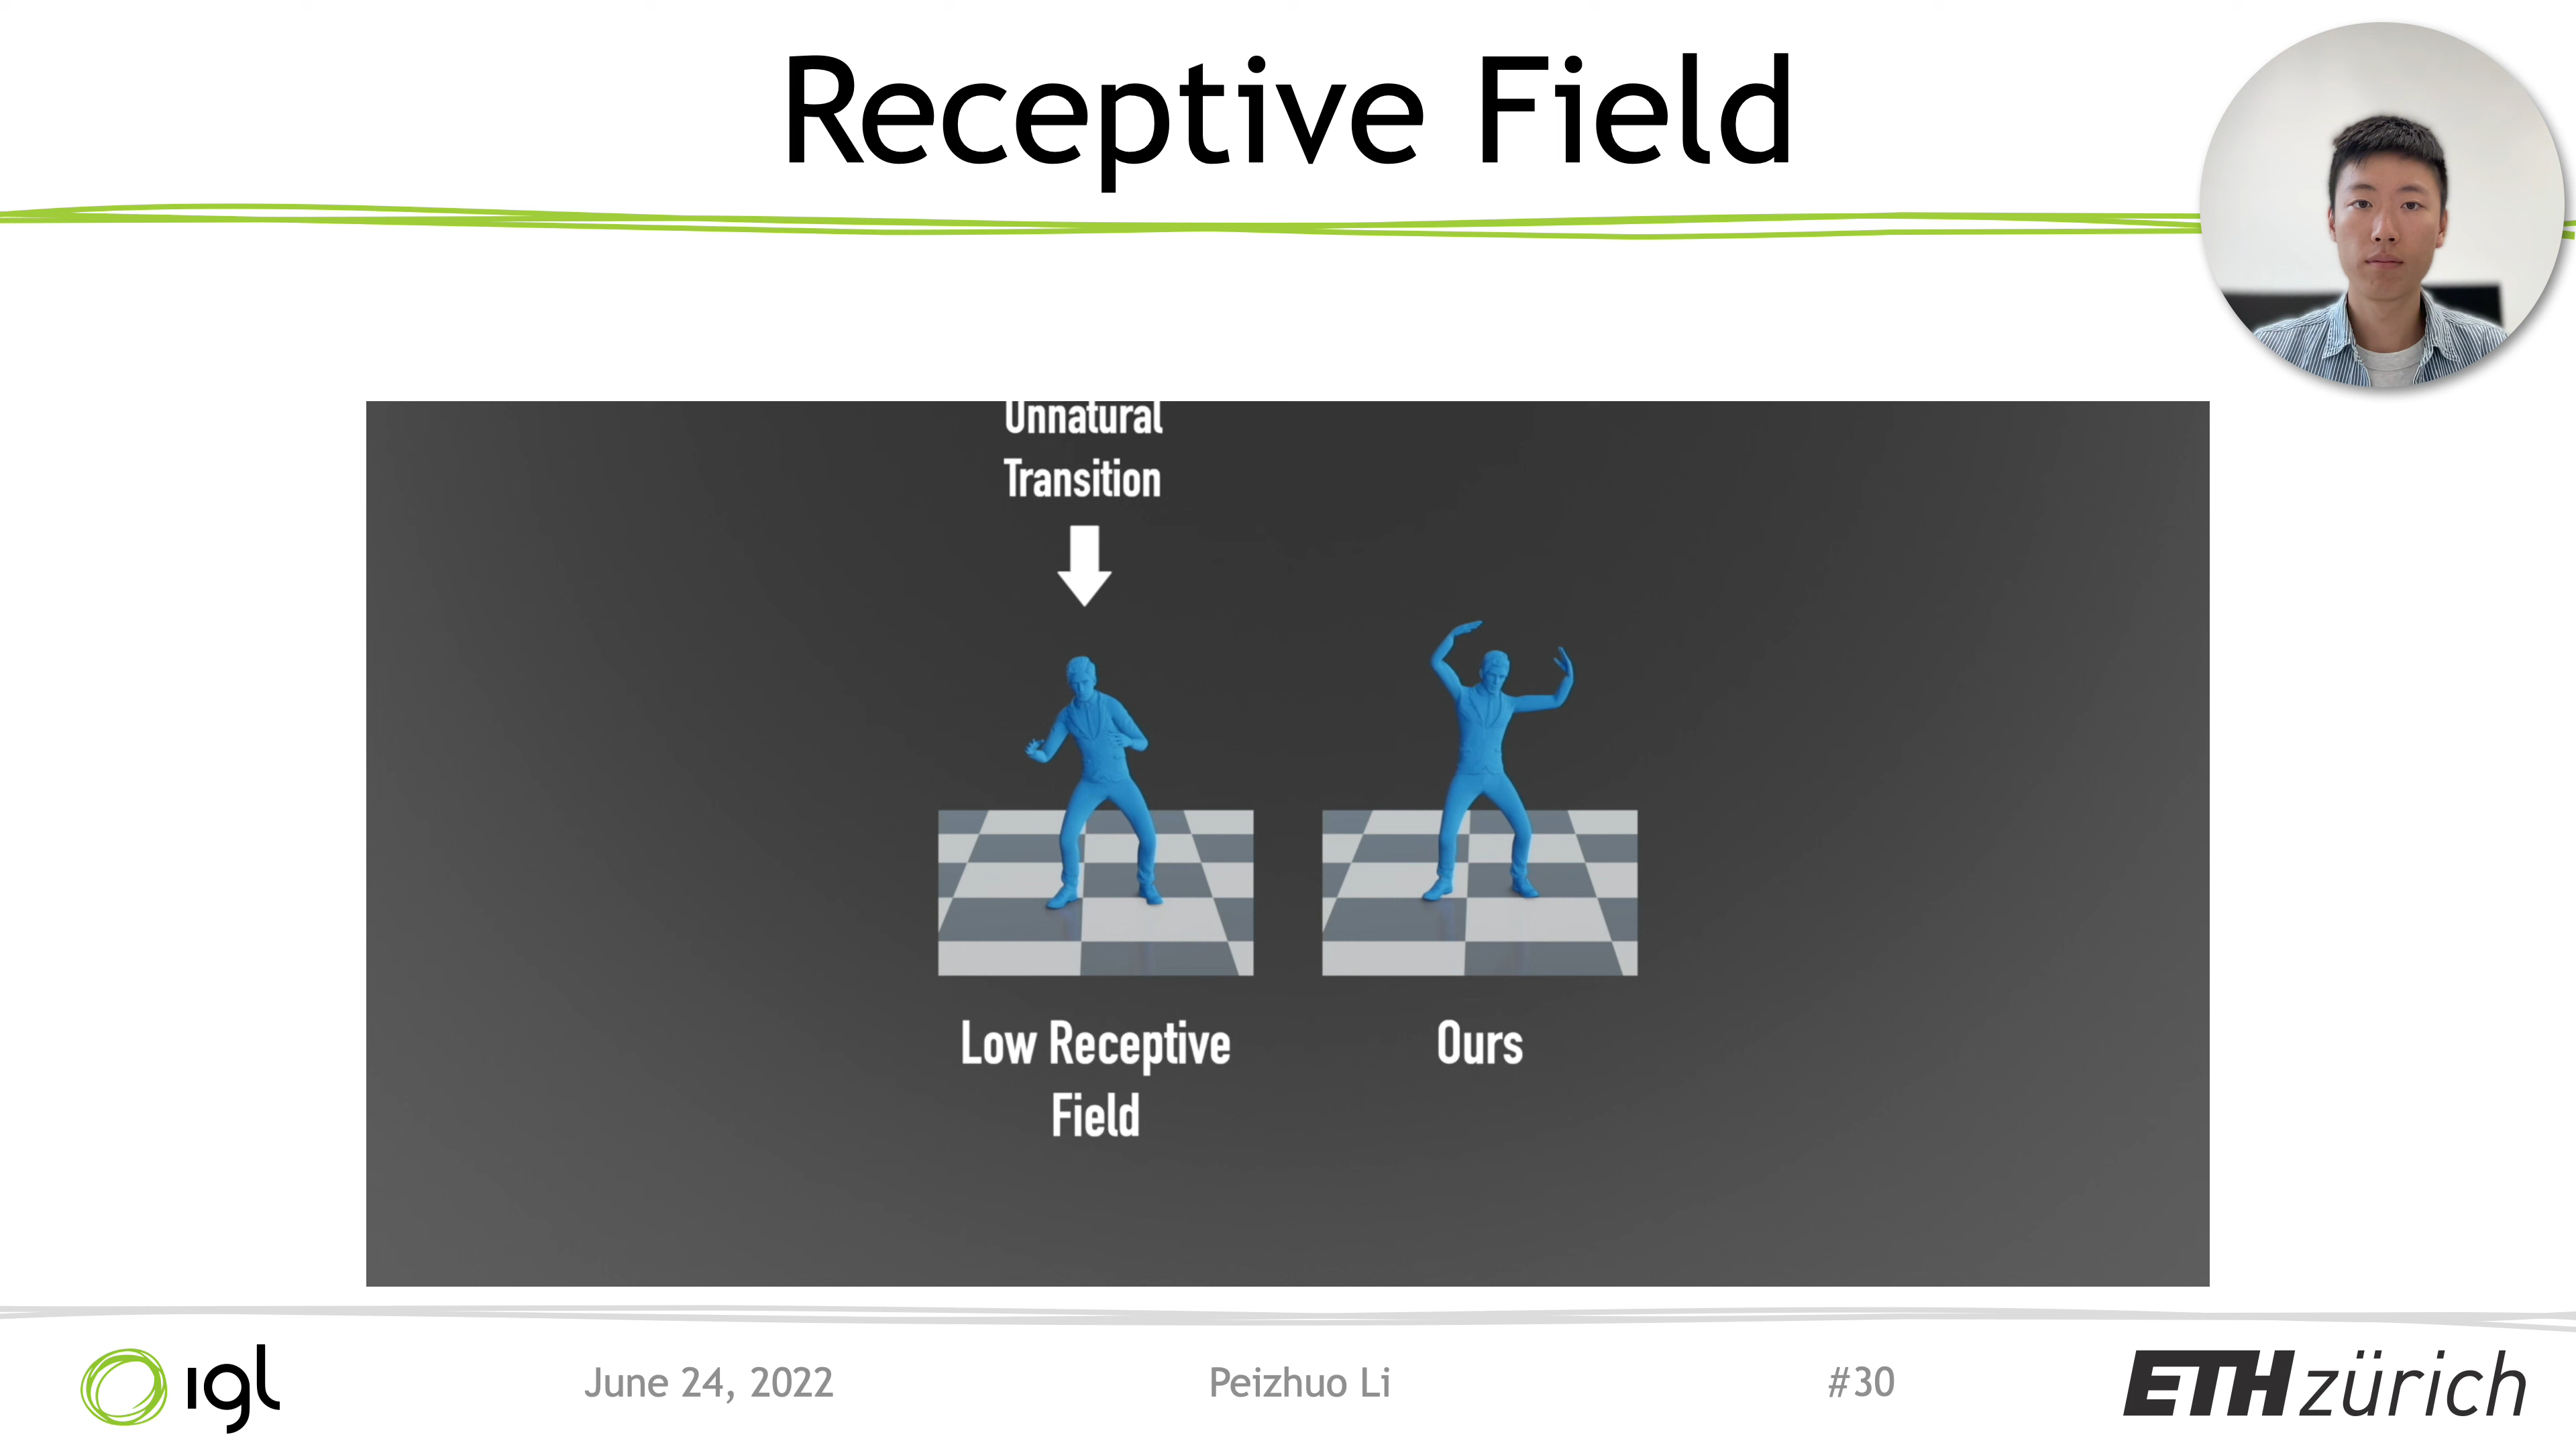 Receptive Field
Unnatural
Transition
Low Receptive
Field
Ours
igl
June 24, 2022
Peizhuo Li
#30
ETH zürich